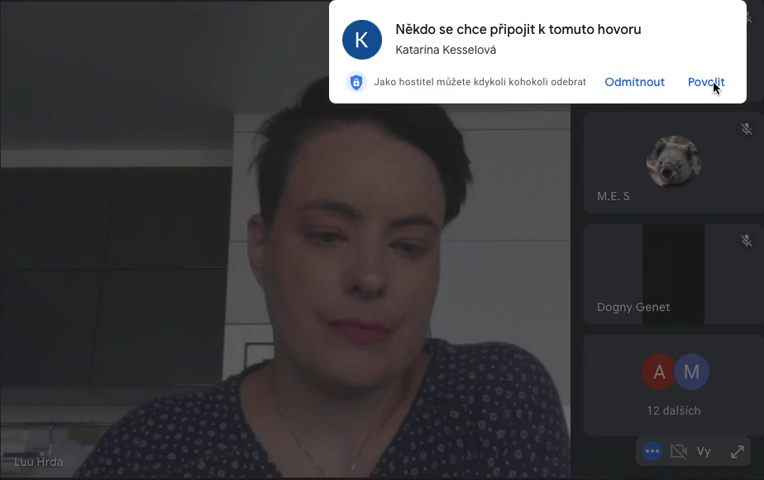 K
Někdo se chce připojit k tomuto hovoru
Katarína Kesselová
Jako hostitel můžete kdykoli kohokoli odebrat
Odmítnout
Povolit
M.E. S
Dogny Genet
A
M
12 dalších
Vy
Luu Hrdá